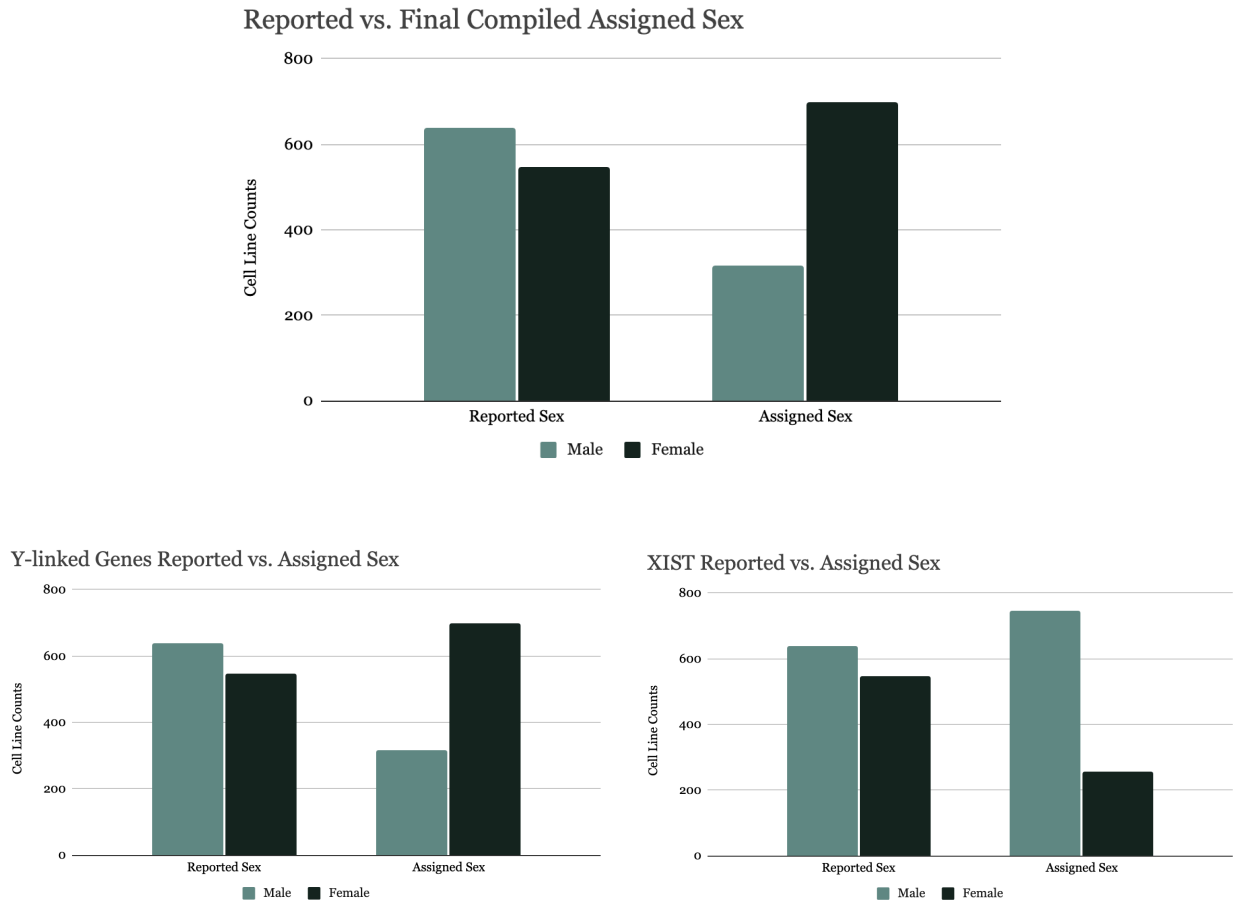 Reported vs. Final Compiled Assigned Sex
800
600
400
200
0
Cell Line Counts
Reported Sex
Assigned Sex
Male
Female
Y-linked Genes Reported vs. Assigned Sex
800
600
400
200
0
Cell Line Counts
Reported Sex
Assigned Sex
Male
Female
XIST Reported vs. Assigned Sex
800
600
400
200
0
Cell Line Counts
Reported Sex
Assigned Sex
Male
Female